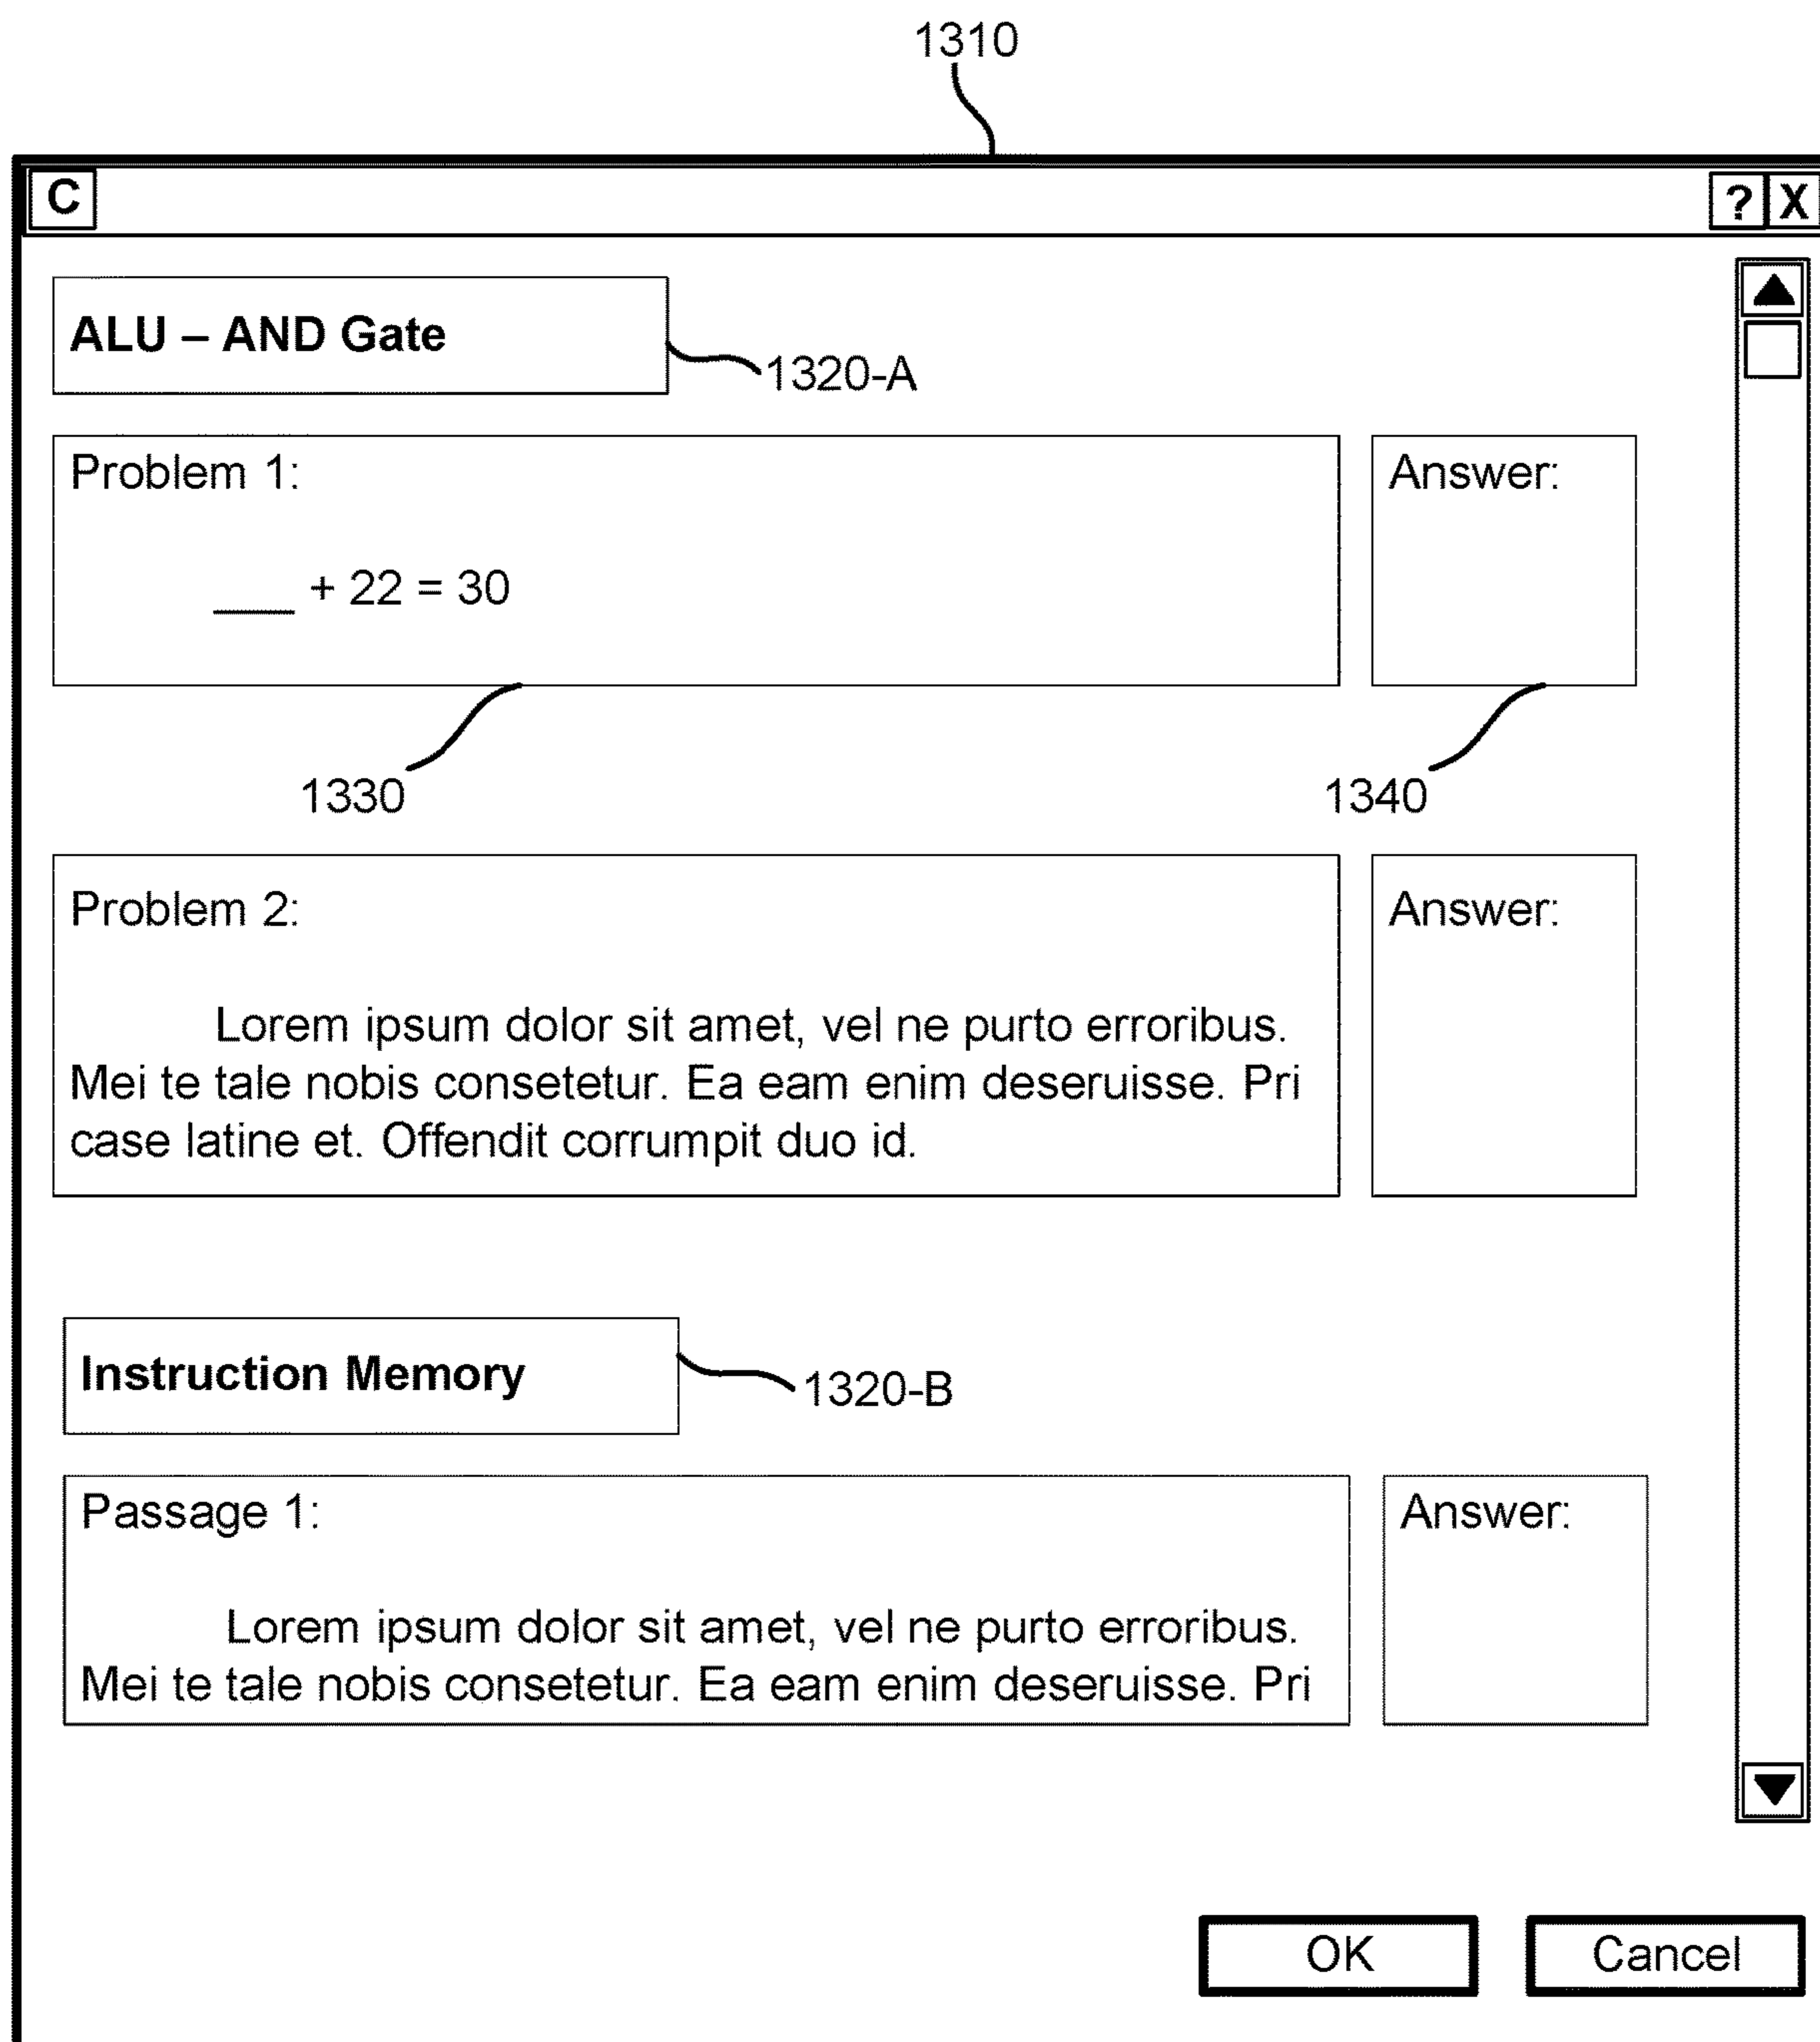 1310
C
? X
ALU – AND Gate
1320-A
Problem 1:
Answer:
___ + 22 = 30
1330
1340
Problem 2:
Answer:
Lorem ipsum dolor sit amet, vel ne purto erroribus.
Mei te tale nobis consetetur. Ea eam enim deseruisse. Pri
case latine et. Offendit corrumpit duo id.
Instruction Memory
1320-B
Passage 1:
Answer:
Lorem ipsum dolor sit amet, vel ne purto erroribus.
Mei te tale nobis consetetur. Ea eam enim deseruisse. Pri
OK
Cancel